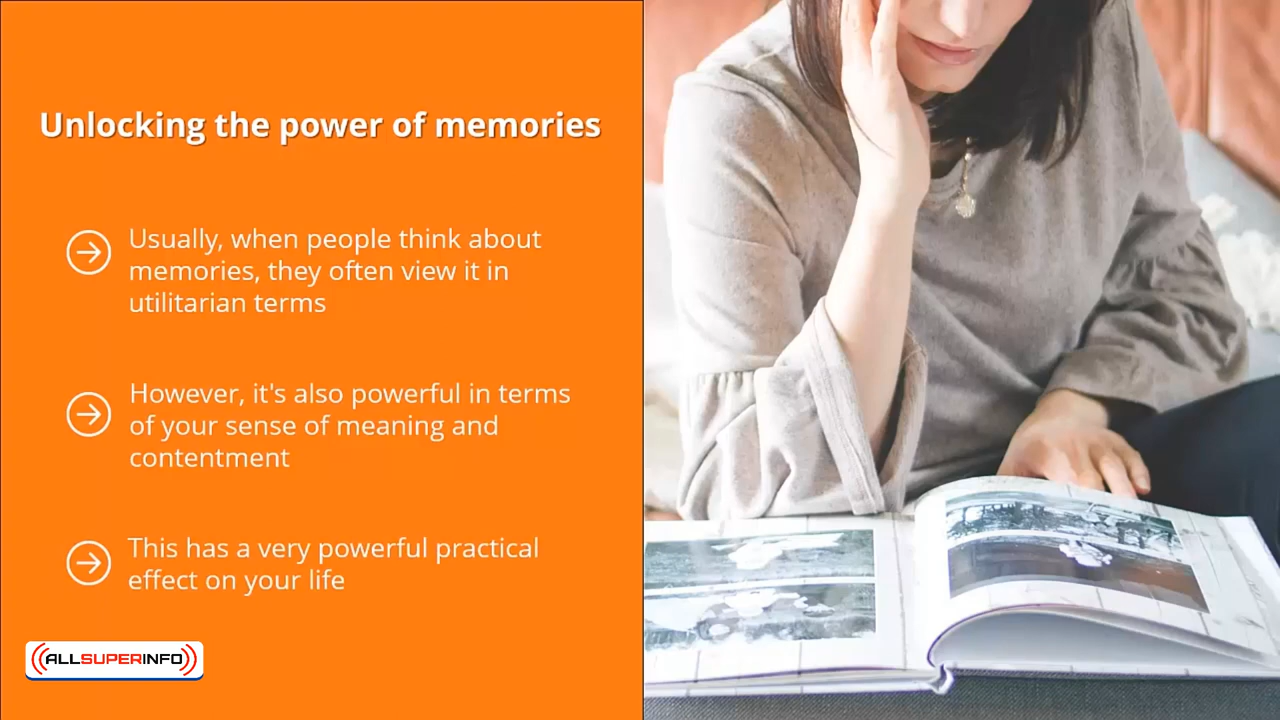 Unlocking the power of memories
Usually, when people think about
memories, they often view it in
utilitarian terms
However, it's also powerful in terms
of your sense of meaning and
contentment
This has a very powerful practical
effect on your life
ALLSUPERINFO